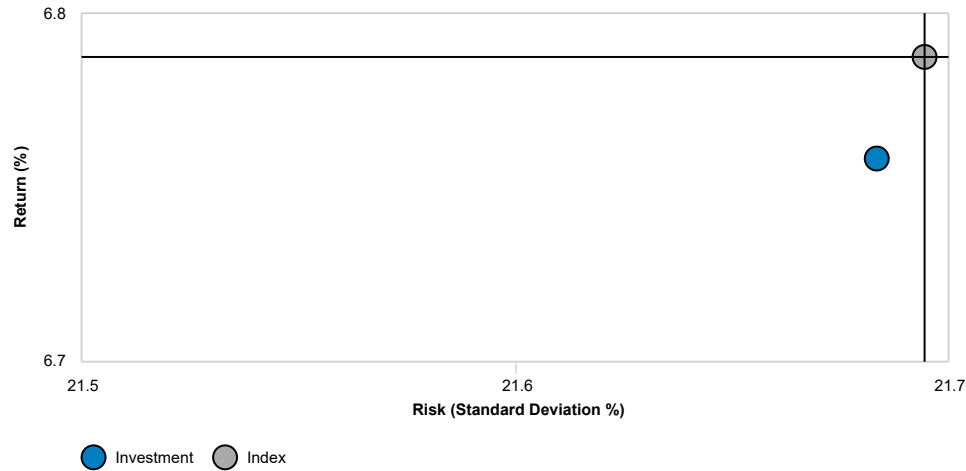 6.8
Return (%)
6.7
21.5
21.6
21.7
Risk (Standard Deviation %)
Investment
Index